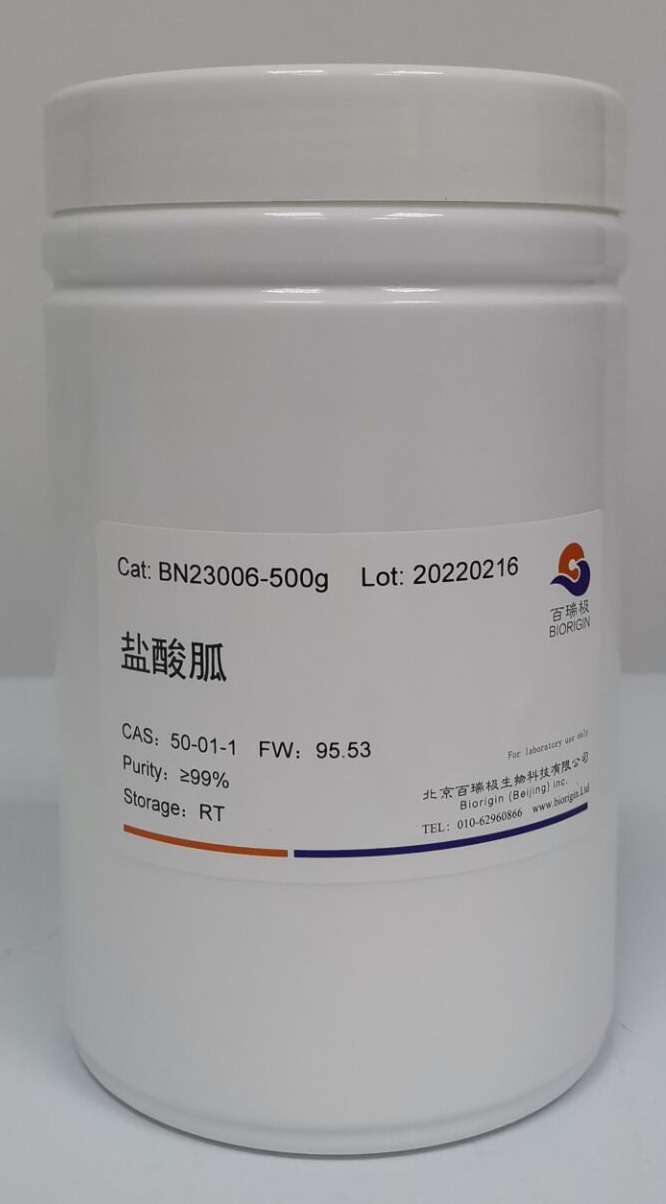 Cat: BN23006-500g Lot: 20220216
百瑞极
BIORIGIN
盐酸胍
CAS：50-01-1 FW：95.53
Purity：≥99%
Storage：RT
For laboratory use only
北京百瑞极生物科技有限公司
Biorigin (Beijing) inc.
TEL：010-62960866 www.biorigin.Ltd